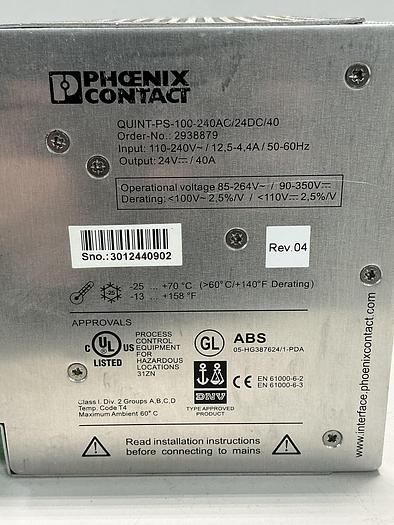 PHŒNIX
CONTACT
QUINT-PS-100-240AC/24DC/40
Order-No.: 2938879
Input: 110-240V~ / 12,5-4,4A / 50-60Hz
Output: 24V⎓ / 40A
Operational voltage 85-264V~ / 90-350V⎓
Derating: <100V~ 2,5%/V / <110V⎓ 2,5%/V
Sno.:3012440902
Rev.04
-25 ... +70 °C (>60°C/+140°F Derating)
-13 ... +158 °F
-25
APPROVALS
C UL US
LISTED
PROCESS
CONTROL
EQUIPMENT
FOR
HAZARDOUS
LOCATIONS
31ZN
GL
ABS
05-HG387624/1-PDA
DNV
TYPE APPROVED
PRODUCT
CE
EN 61000-6-2
EN 61000-6-3
Class I. Div. 2 Groups A,B,C,D
Temp. Code T4
Maximum Ambient 60° C
Read installation instructions
before connecting to mains
www.interface.phoenixcontact.com